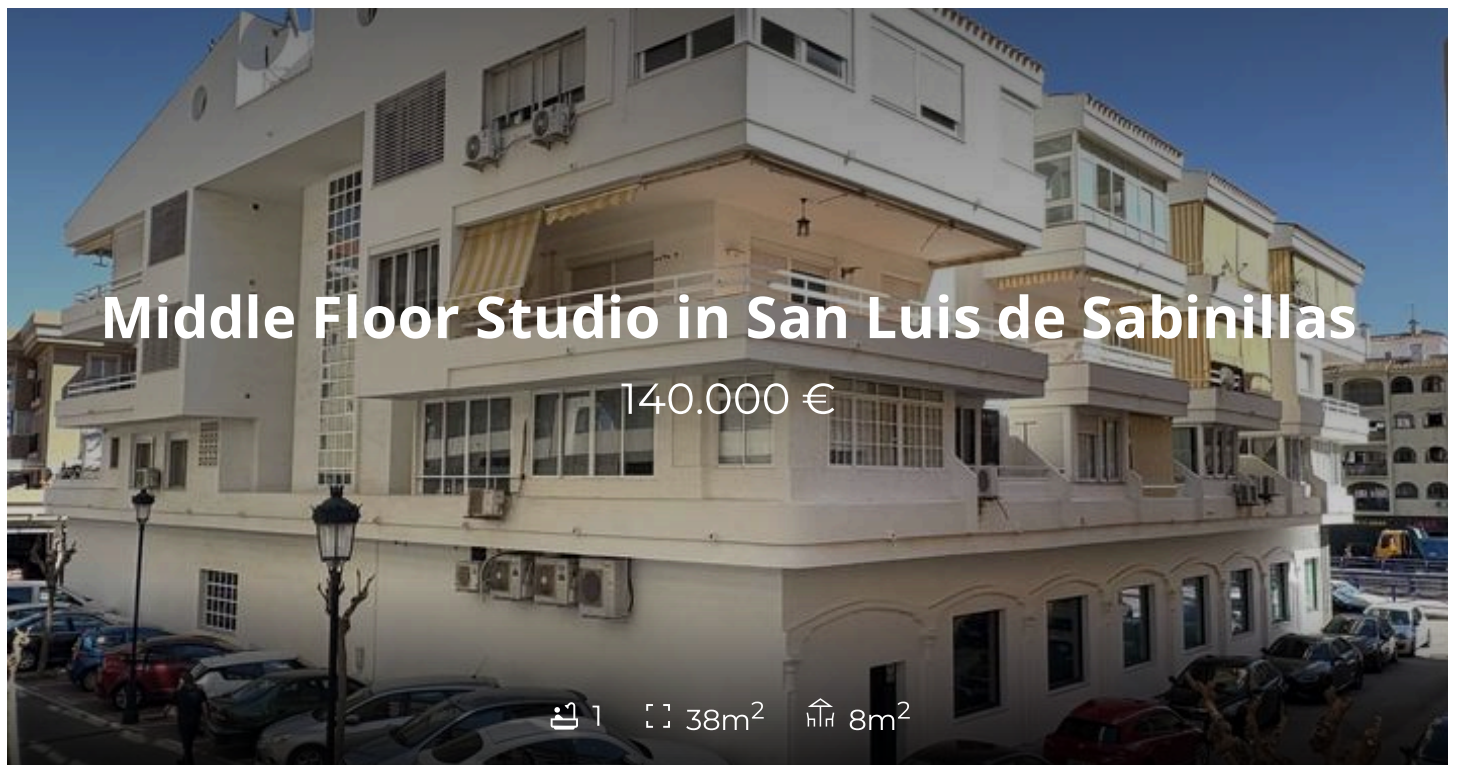 Middle Floor Studio in San Luis de Sabinillas
140.000 €
1 38m² 8m²